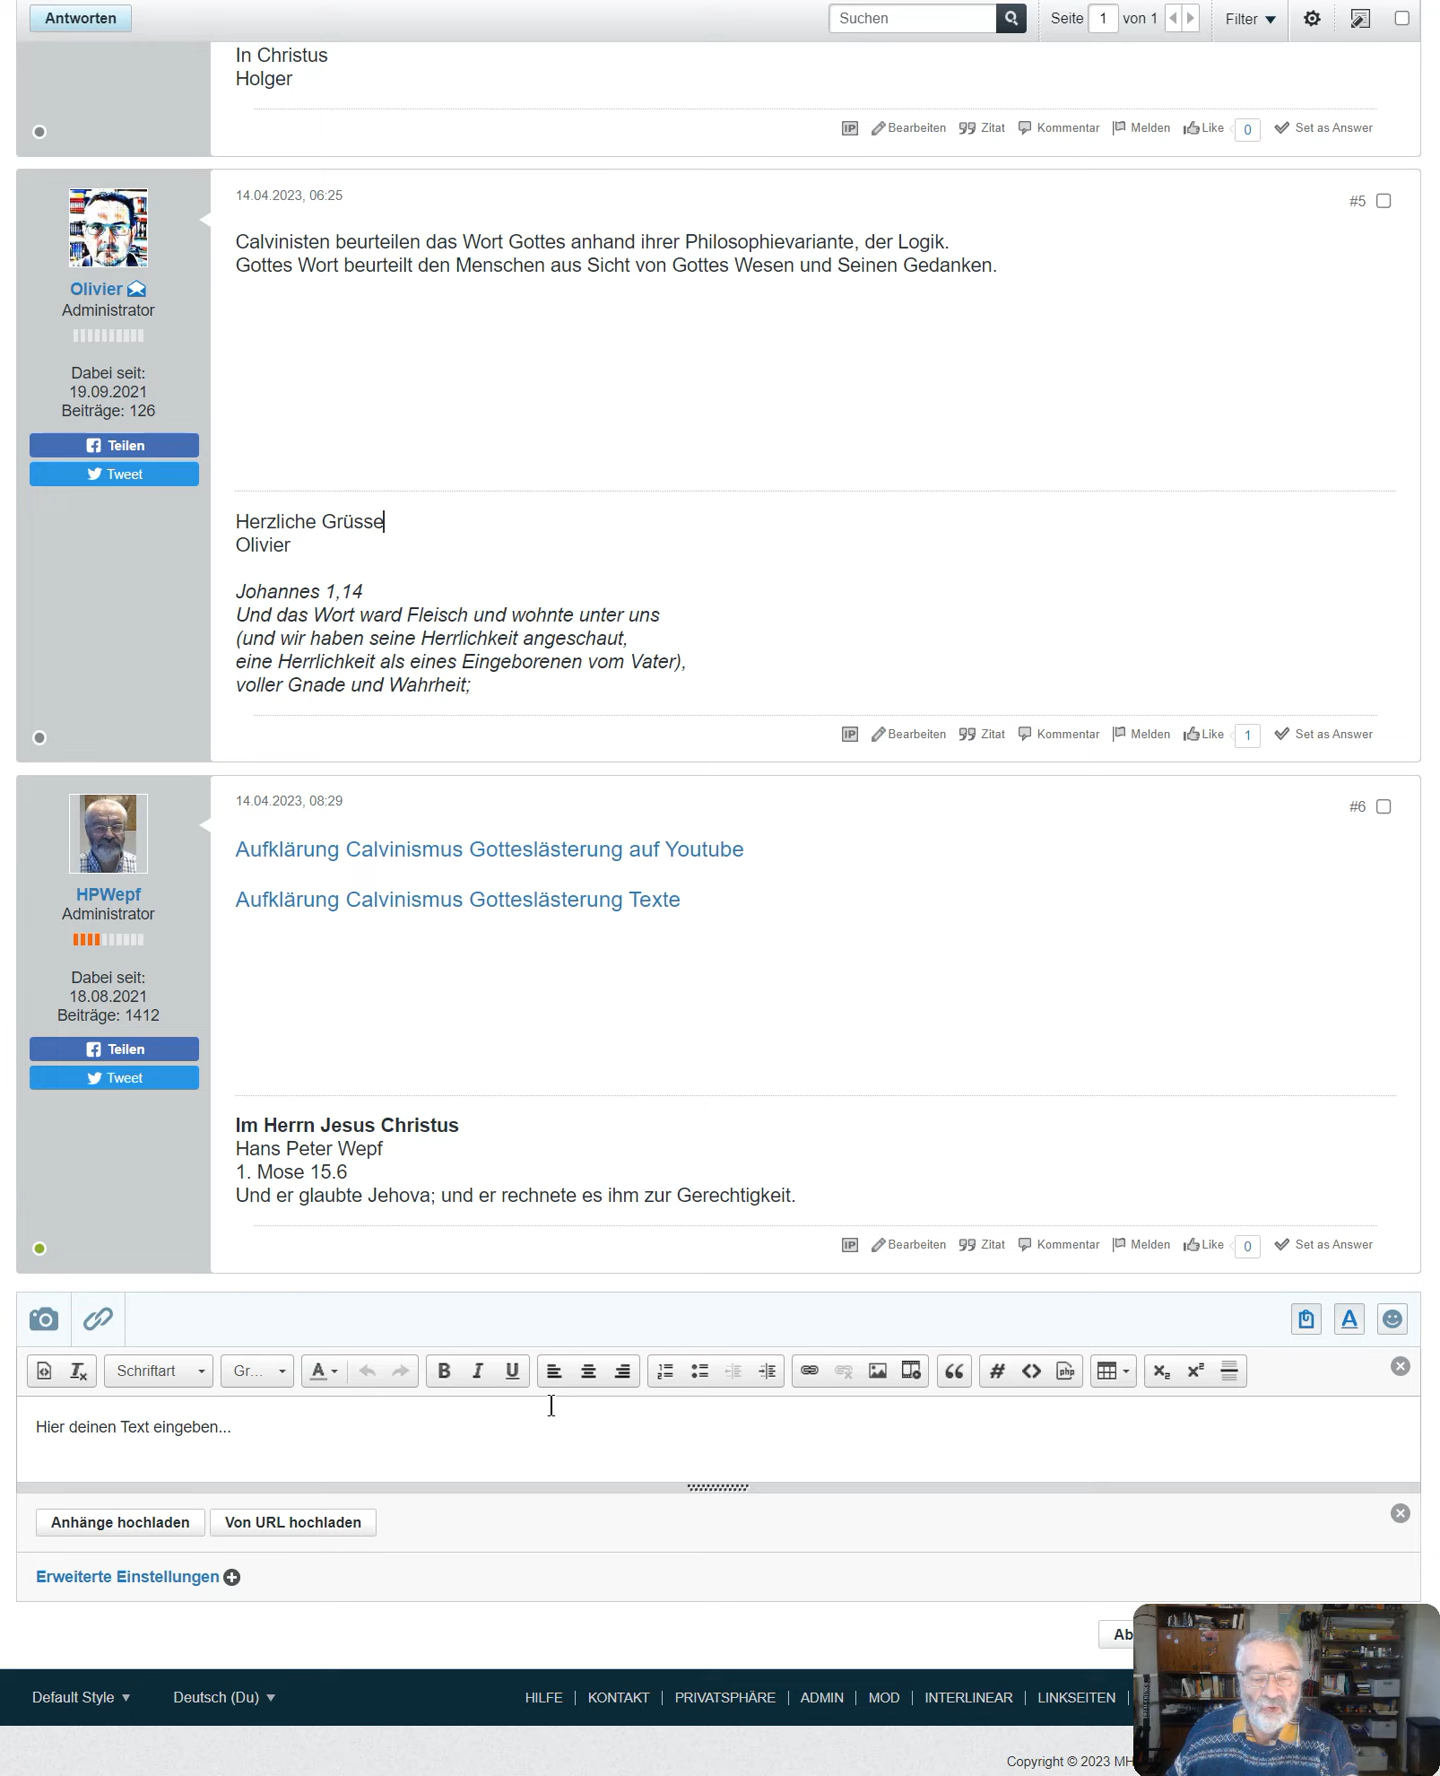 Antworten
Suchen
Seite 1 von 1
Filter
In Christus
Holger
IP Bearbeiten Zitat Kommentar Melden Like 0 Set as Answer
14.04.2023, 06:25
#5
Calvinisten beurteilen das Wort Gottes anhand ihrer Philosophievariante, der Logik.
Gottes Wort beurteilt den Menschen aus Sicht von Gottes Wesen und Seinen Gedanken.
Olivier
Administrator
Dabei seit:
19.09.2021
Beiträge: 126
Teilen
Tweet
Herzliche Grüsse
Olivier
Johannes 1,14
Und das Wort ward Fleisch und wohnte unter uns
(und wir haben seine Herrlichkeit angeschaut,
eine Herrlichkeit als eines Eingeborenen vom Vater),
voller Gnade und Wahrheit;
IP Bearbeiten Zitat Kommentar Melden Like 1 Set as Answer
14.04.2023, 08:29
#6
Aufklärung Calvinismus Gotteslästerung auf Youtube
Aufklärung Calvinismus Gotteslästerung Texte
HPWepf
Administrator
Dabei seit:
18.08.2021
Beiträge: 1412
Teilen
Tweet
Im Herrn Jesus Christus
Hans Peter Wepf
1. Mose 15.6
Und er glaubte Jehova; und er rechnete es ihm zur Gerechtigkeit.
IP Bearbeiten Zitat Kommentar Melden Like 0 Set as Answer
Schriftart Gr... A B I U # php x₂ x²
Hier deinen Text eingeben...
Anhänge hochladen Von URL hochladen
Erweiterte Einstellungen
Ab
Default Style Deutsch (Du) HILFE KONTAKT PRIVATSPHÄRE ADMIN MOD INTERLINEAR LINKSEITEN
Copyright © 2023 MH